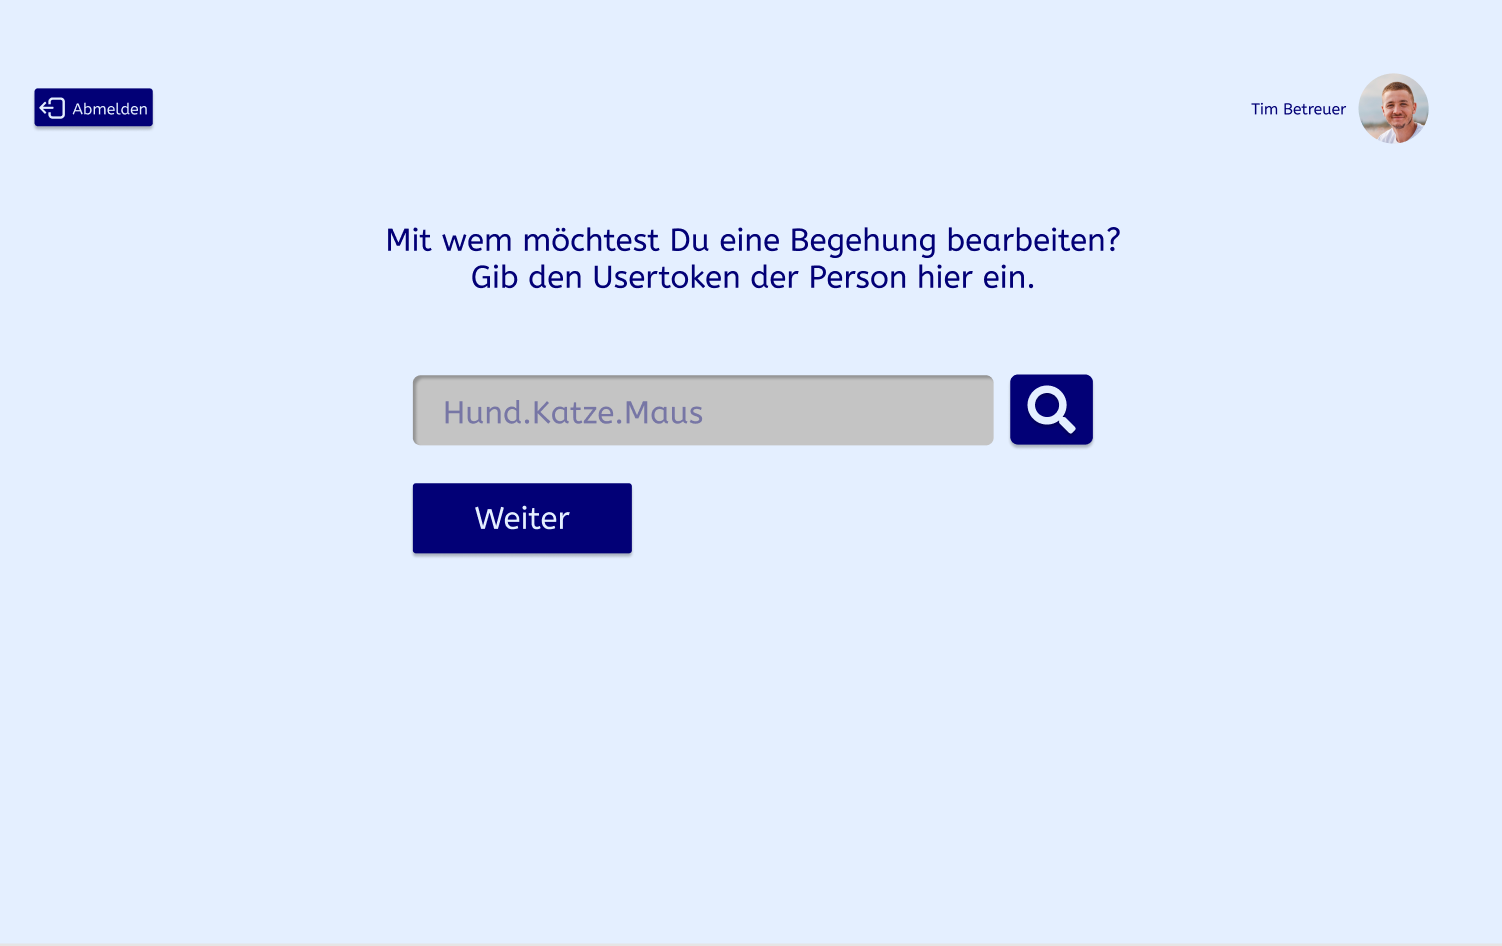 Abmelden
Tim Betreuer
Mit wem möchtest Du eine Begehung bearbeiten?
Gib den Usertoken der Person hier ein.
Hund.Katze.Maus
Weiter